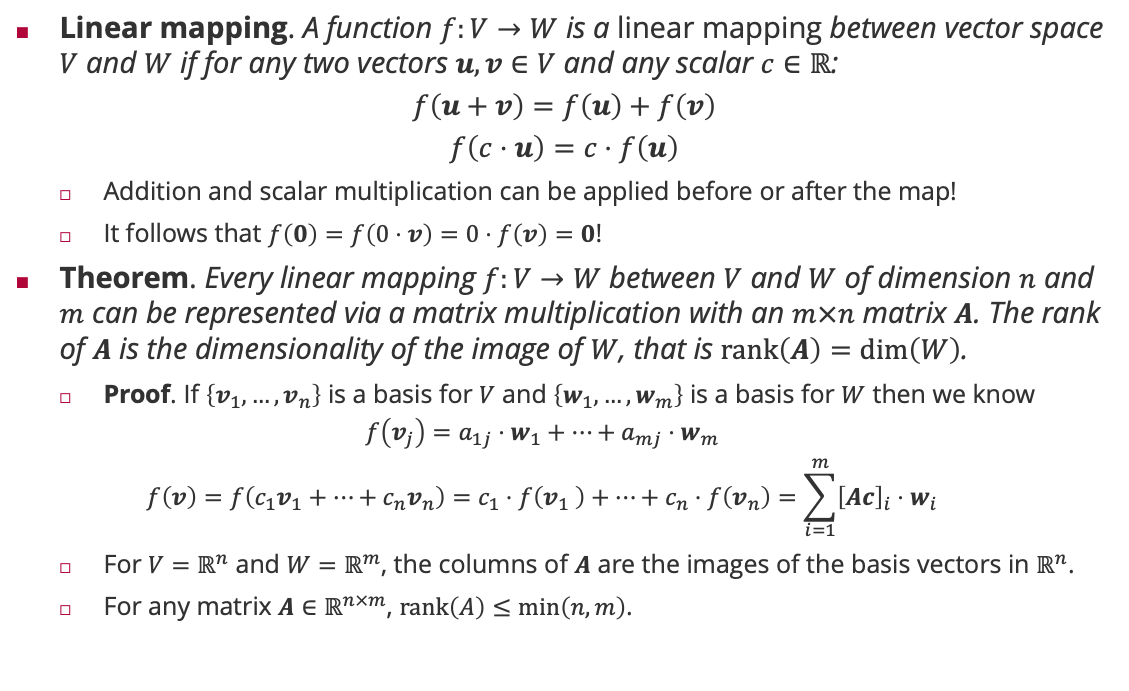 Linear mapping. A function f: V → W is a linear mapping between vector space
V and W if for any two vectors u, v ∈ V and any scalar c ∈ ℝ:
f(u + v) = f(u) + f(v)
f(c · u) = c · f(u)
Addition and scalar multiplication can be applied before or after the map!
It follows that f(0) = f(0 · v) = 0 · f(v) = 0!
Theorem. Every linear mapping f: V → W between V and W of dimension n and
m can be represented via a matrix multiplication with an m×n matrix A. The rank
of A is the dimensionality of the image of W, that is rank(A) = dim(W).
Proof. If {v₁, … , vₙ} is a basis for V and {w₁, … , wₘ} is a basis for W then we know
f(vⱼ) = a₁ⱼ · w₁ + ⋯ + aₘⱼ · wₘ
f(v) = f(c₁v₁ + ⋯ + cₙvₙ) = c₁ · f(v₁ ) + ⋯ + cₙ · f(vₙ) = ∑ᵢ₌₁ᵐ [Ac]ᵢ · wᵢ
For V = ℝⁿ and W = ℝᵐ, the columns of A are the images of the basis vectors in ℝⁿ.
For any matrix A ∈ ℝⁿˣᵐ, rank(A) ≤ min(n, m).